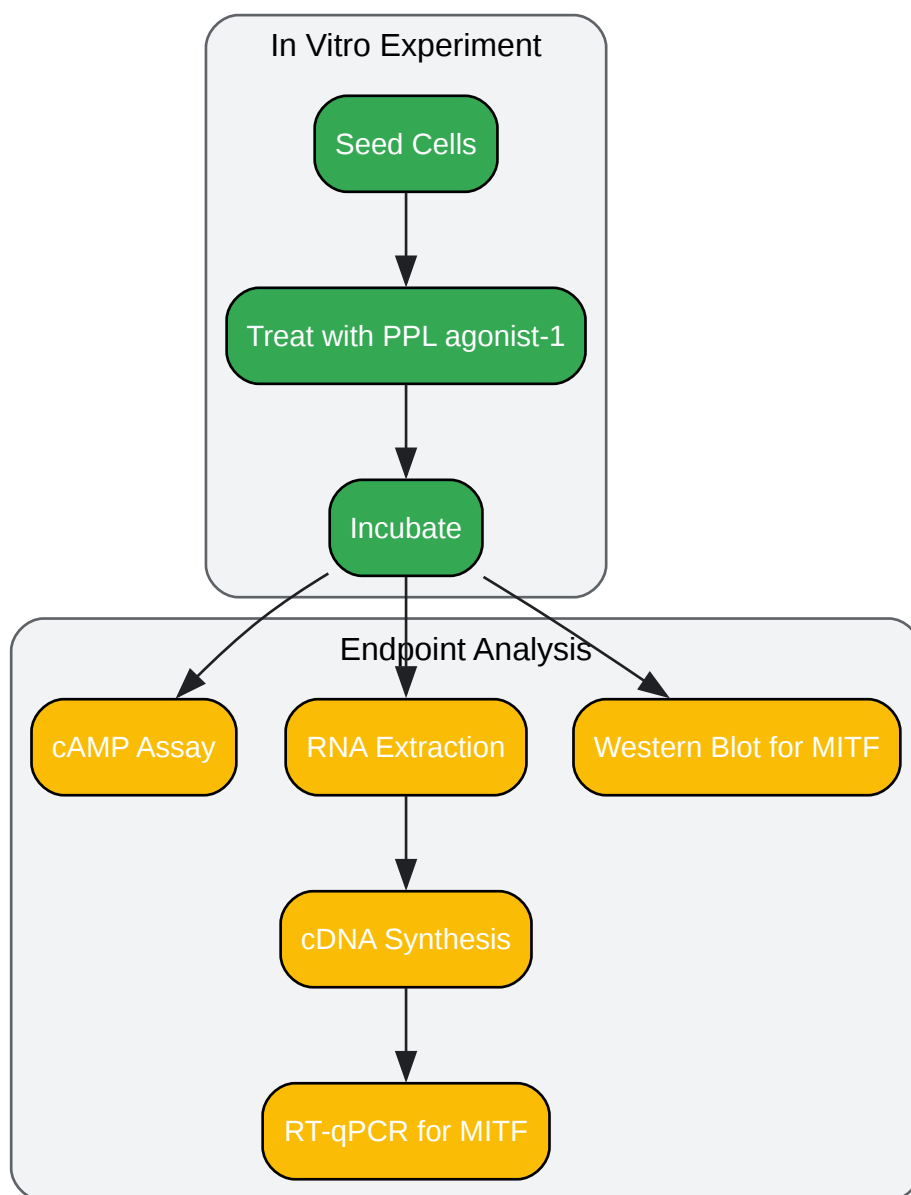 In Vitro Experiment
Seed Cells
Treat with PPL agonist-1
Incubate
Endpoint Analysis
cAMP Assay
RNA Extraction
Western Blot for MITF
cDNA Synthesis
RT-qPCR for MITF